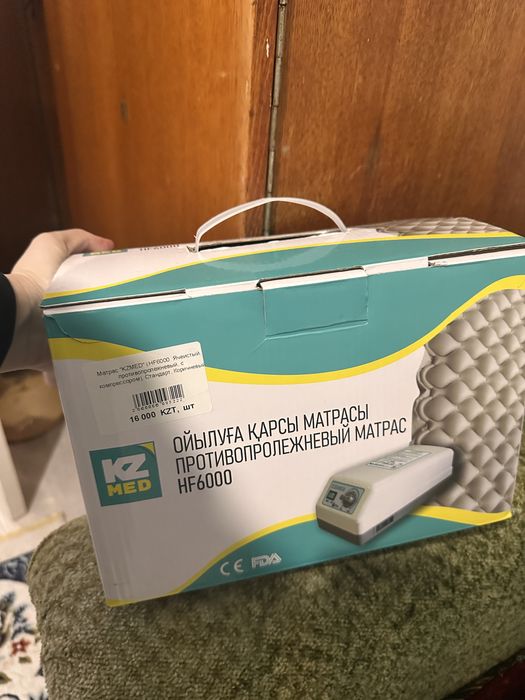 HF6000
Матрас "KZMED" (HF6000 Ячеистый
противопролежневый, с
компрессором), Стандарт, Коричневый
16 000 KZT, шт
KZ
MED
ОЙЫЛУҒА ҚАРСЫ МАТРАСЫ
ПРОТИВОПРОЛЕЖНЕВЫЙ МАТРАС
HF6000
CE FDA